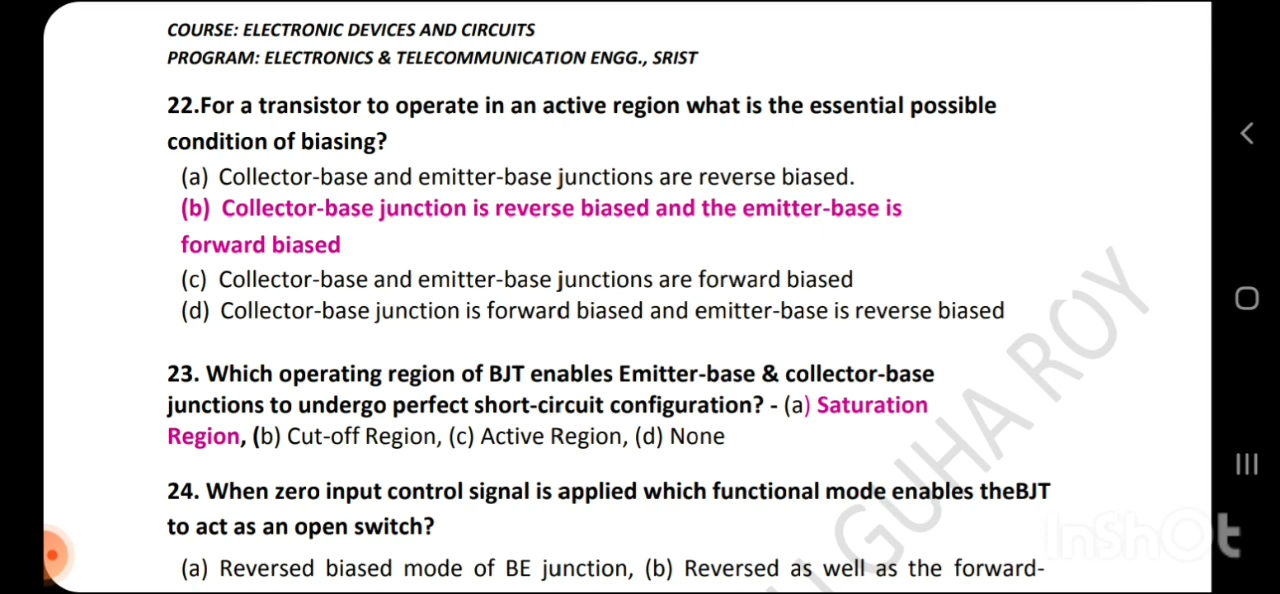 COURSE: ELECTRONIC DEVICES AND CIRCUITS
PROGRAM: ELECTRONICS & TELECOMMUNICATION ENGG., SRIST
22.For a transistor to operate in an active region what is the essential possible
condition of biasing?
(a) Collector-base and emitter-base junctions are reverse biased.
(b) Collector-base junction is reverse biased and the emitter-base is
forward biased
(c) Collector-base and emitter-base junctions are forward biased
(d) Collector-base junction is forward biased and emitter-base is reverse biased
23. Which operating region of BJT enables Emitter-base & collector-base
junctions to undergo perfect short-circuit configuration? - (a) Saturation
Region, (b) Cut-off Region, (c) Active Region, (d) None
24. When zero input control signal is applied which functional mode enables theBJT
to act as an open switch?
(a) Reversed biased mode of BE junction, (b) Reversed as well as the forward-
GUHA ROY
InShOt